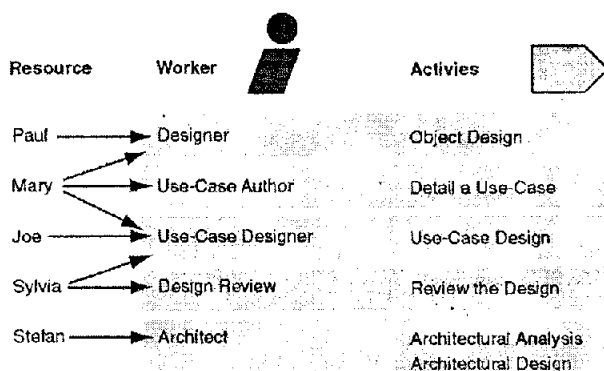 Resource Worker Activies
Paul Designer Object Design
Mary Use-Case Author Detail a Use-Case
Joe Use-Case Designer Use-Case Design
Sylvia Design Review Review the Design
Stefan Architect Architectural Analysis
Architectural Design